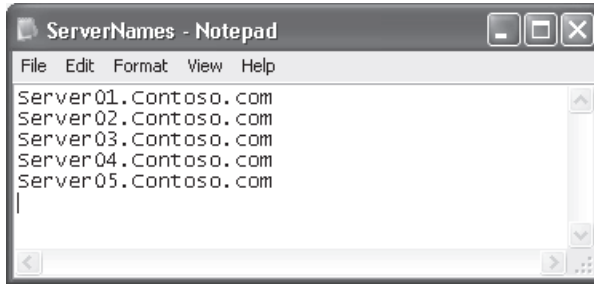 ServerNames - Notepad
File Edit Format View Help
Server01.Contoso.com
Server02.Contoso.com
Server03.Contoso.com
Server04.Contoso.com
Server05.Contoso.com